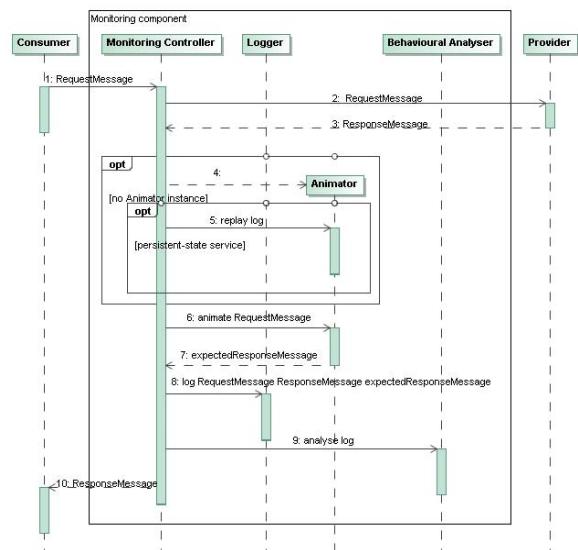 Monitoring component
Consumer
Monitoring Controller
Logger
Behavioural Analyser
Provider
1: RequestMessage
2: RequestMessage
3: ResponseMessage
opt
4:
Animator
[no Animator instance]
opt
5: replay log
[persistent-state service]
6: animate RequestMessage
7: expectedResponseMessage
8: log RequestMessage ResponseMessage expectedResponseMessage
9: analyse log
10: ResponseMessage